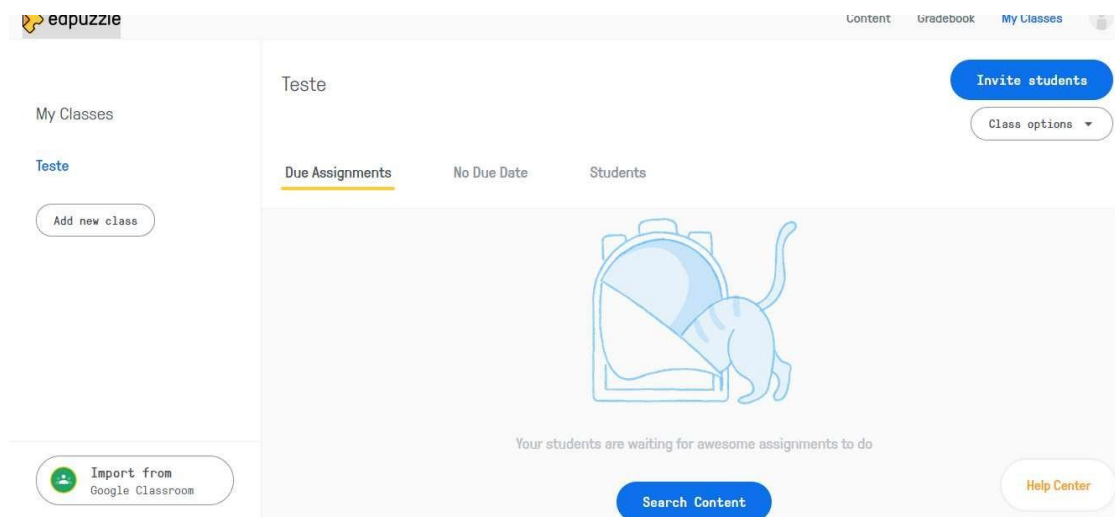 edpuzzle
Content Gradebook My Classes
Teste
Invite students
Class options
My Classes
Teste
Add new class
Due Assignments No Due Date Students
Your students are waiting for awesome assignments to do
Search Content
Import from
Google Classroom
Help Center